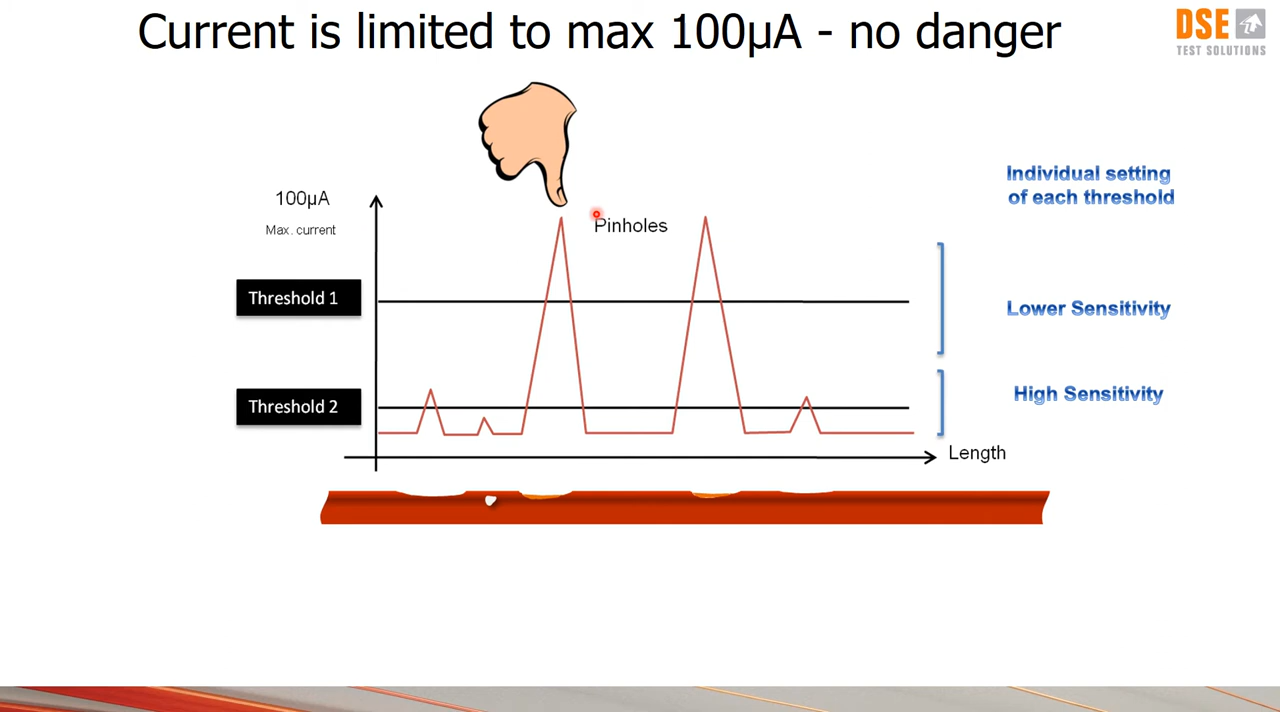 Current is limited to max 100µA - no danger
DSE
TEST SOLUTIONS
Individual setting
of each threshold
100µA
Max. current
Pinholes
Threshold 1
Lower Sensitivity
High Sensitivity
Threshold 2
Length